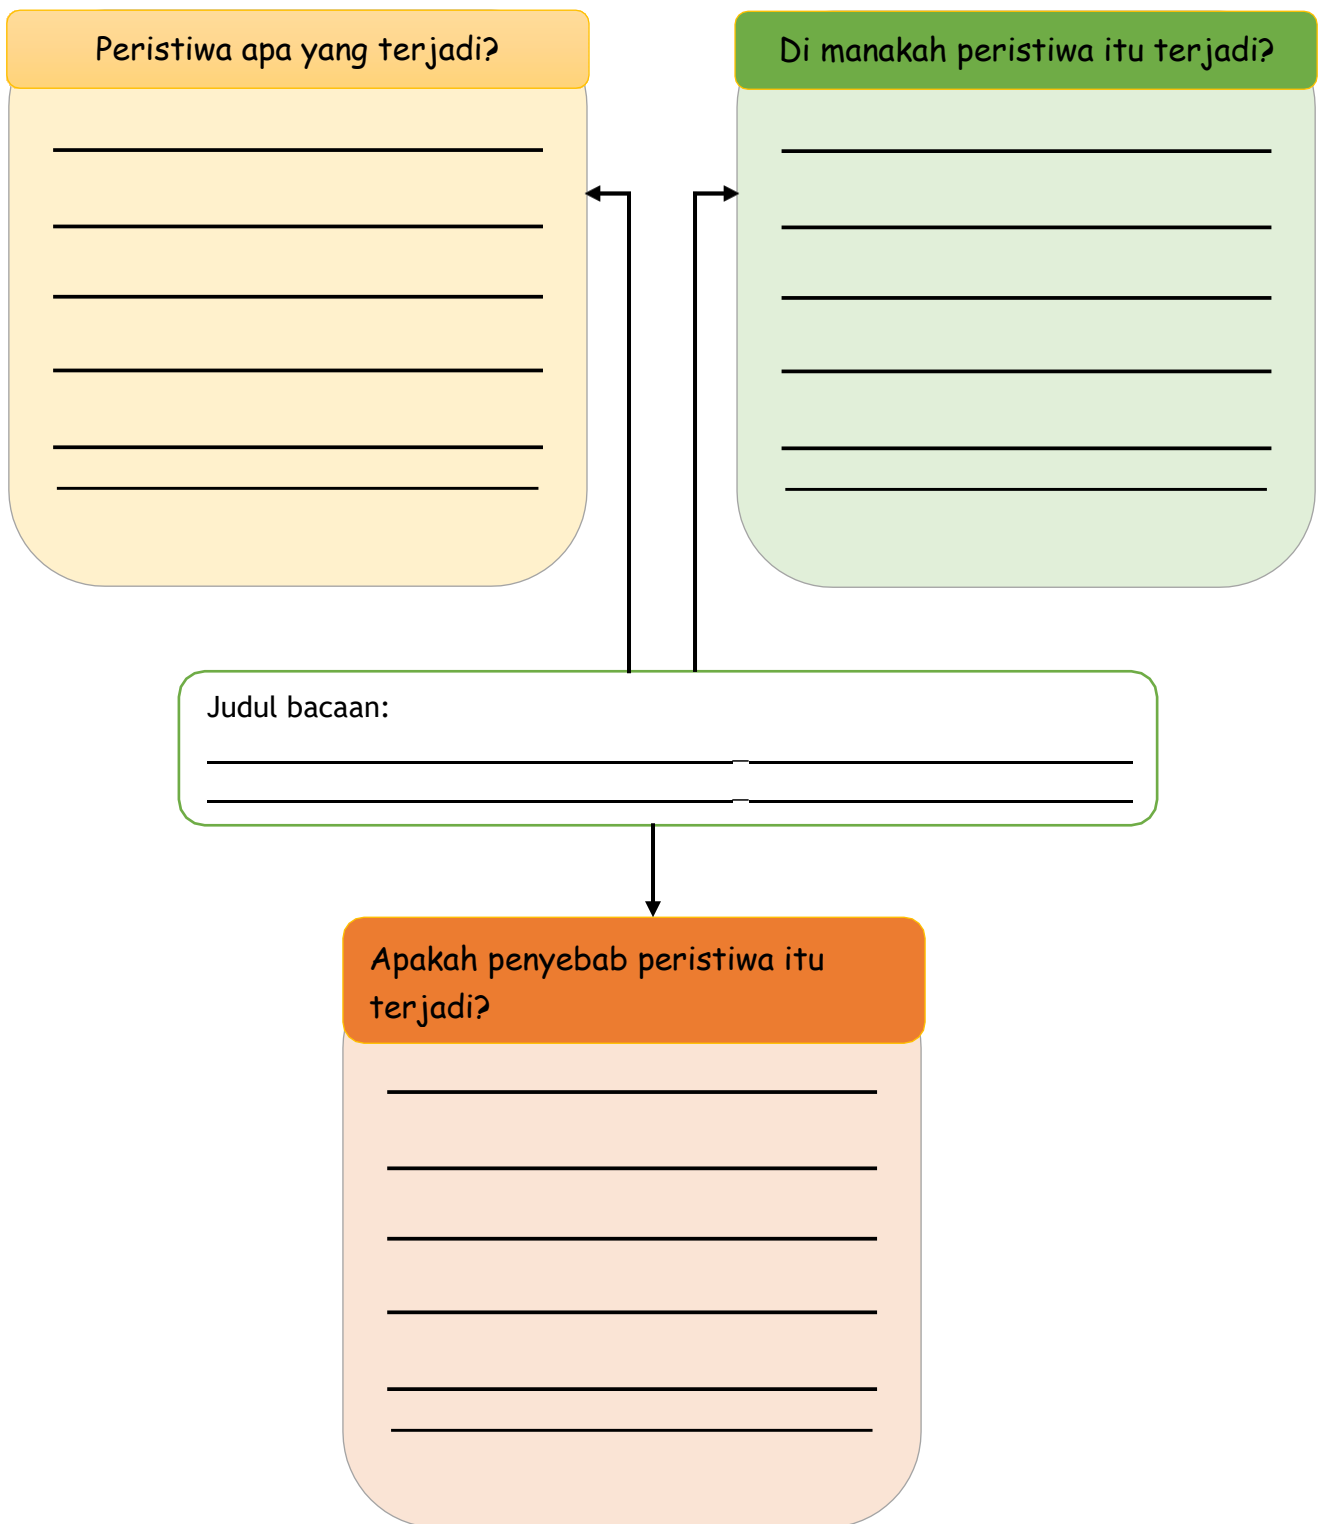 Peristiwa apa yang terjadi?
Di manakah peristiwa itu terjadi?
Judul bacaan:
Apakah penyebab peristiwa itu
terjadi?